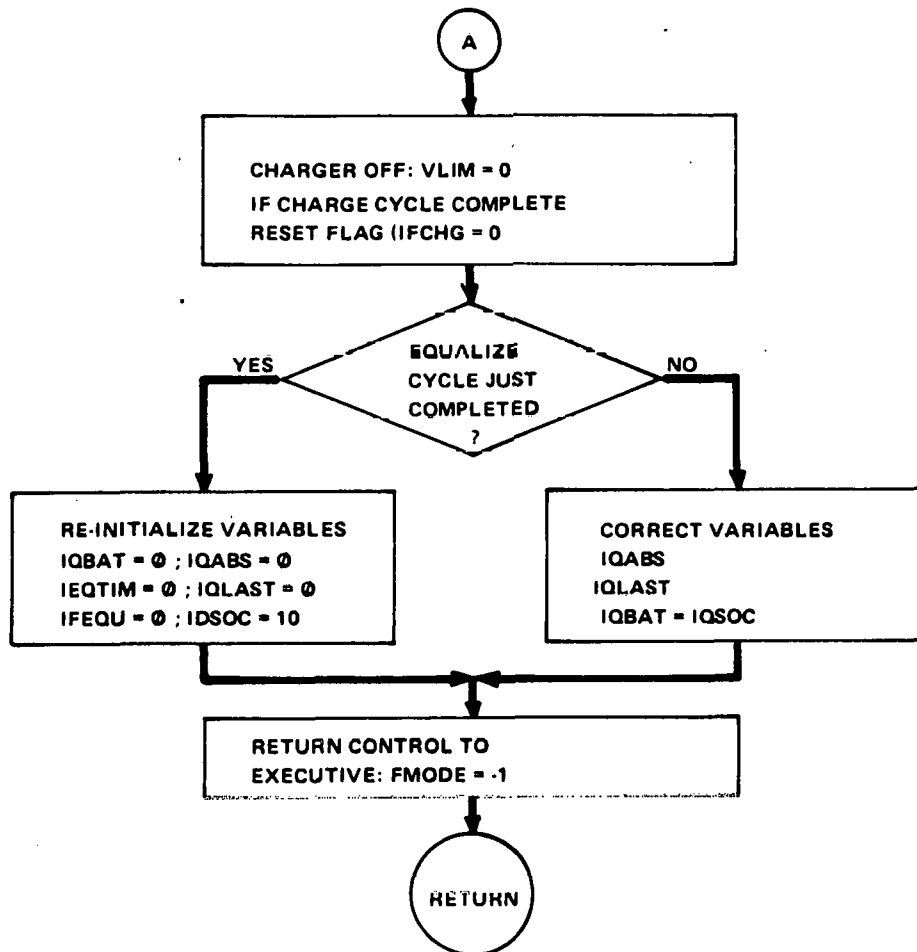 A
CHARGER OFF: VLIM = 0
IF CHARGE CYCLE COMPLETE
RESET FLAG (IFCHG = 0
EQUALIZE
CYCLE JUST
COMPLETED
?
YES
NO
RE-INITIALIZE VARIABLES
IQBAT = Ø ; IQABS = Ø
IEQTIM = Ø ; IQLAST = Ø
IFEQU = Ø ; IDSOC = 10
CORRECT VARIABLES
IQABS
IQLAST
IQBAT = IQSOC
RETURN CONTROL TO
EXECUTIVE: FMODE = -1
RETURN